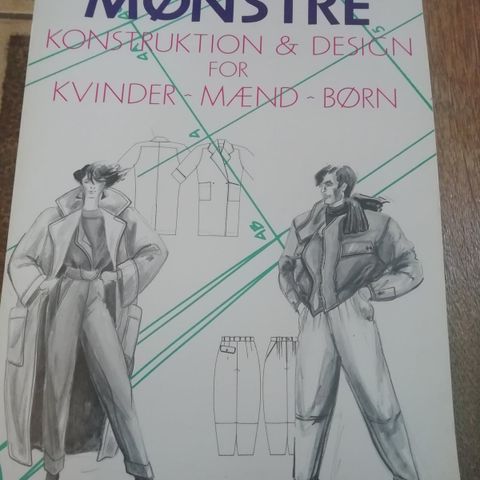 MØNSTRE
KONSTRUKTION & DESIGN
FOR
KVINDER - MÆND - BØRN